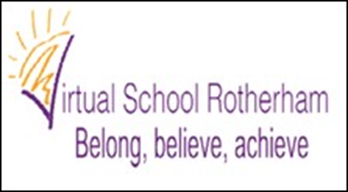 Virtual School Rotherham
Belong, believe, achieve